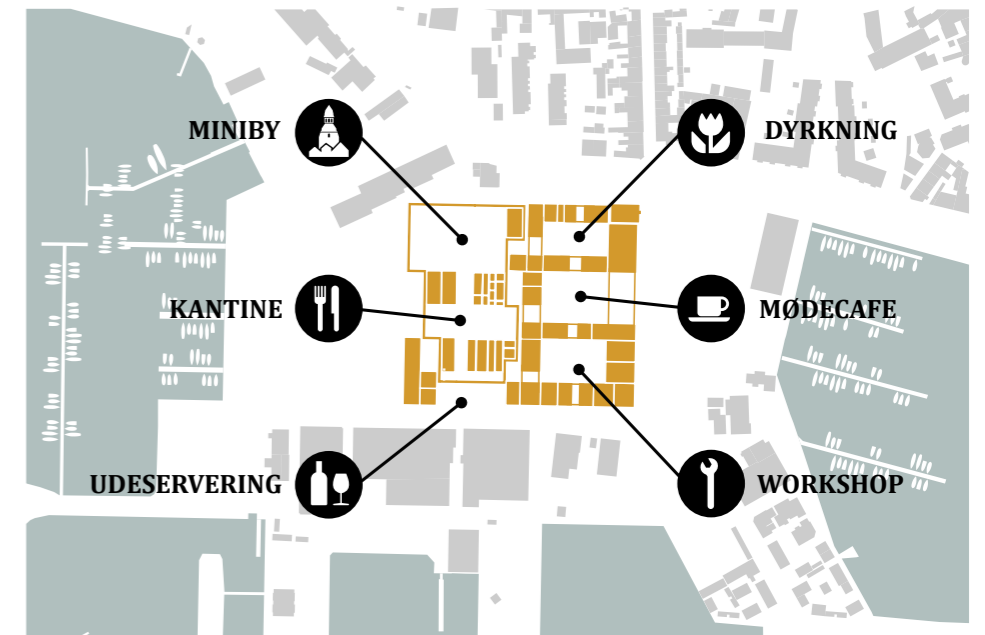 MINIBY
DYRKNING
KANTINE
MØDECAFE
UDESERVERING
WORKSHOP